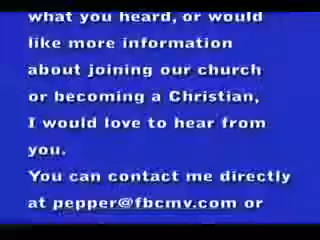 what you heard, or would
like more information
about joining our church
or becoming a Christian,
I would love to hear from
you.
You can contact me directly
at pepper@fbcmv.com or